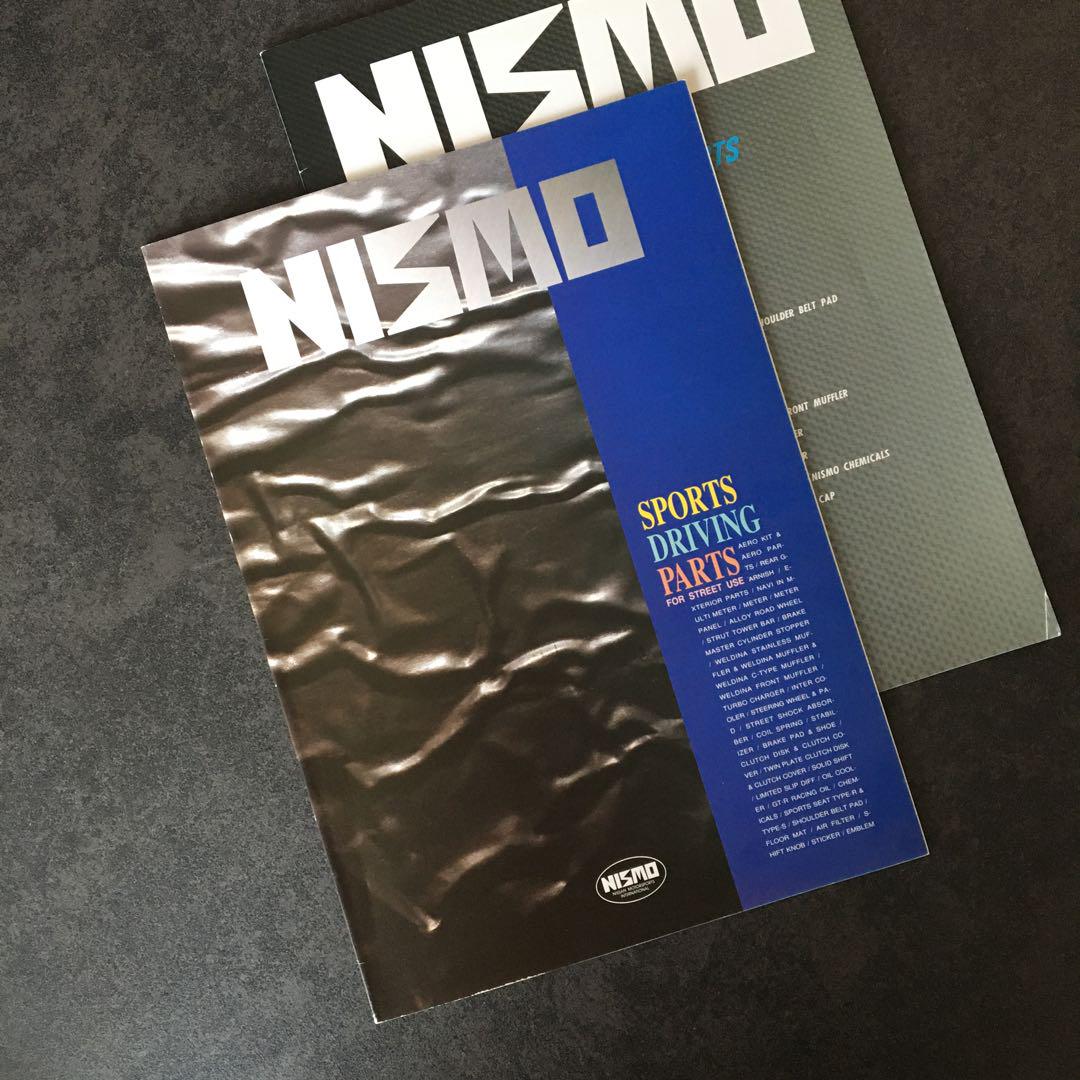 NISMO
TS
SHOULDER BELT PAD
FRONT MUFFLER
ER
R
NISMO CHEMICALS
CAP
NISMO
SPORTS
DRIVING
PARTS
FOR STREET USE
AERO KIT &
AERO PAR-
TS / REAR G-
ARNISH / E-
XTERIOR PARTS / NAVI IN M-
ULTI METER / METER / METER
PANEL / ALLOY ROAD WHEEL
/ STRUT TOWER BAR / BRAKE
MASTER CYLINDER STOPPER
/ WELDINA STAINLESS MUF-
FLER & WELDINA MUFFLER &
WELDINA C-TYPE MUFFLER /
WELDINA FRONT MUFFLER /
TURBO CHARGER / INTER CO-
OLER / STEERING WHEEL & PA-
D / STREET SHOCK ABSOR-
BER / COIL SPRING / STABIL-
IZER / BRAKE PAD & SHOE /
CLUTCH DISK & CLUTCH CO-
VER / TWIN PLATE CLUTCH DISK
& CLUTCH COVER / SOLID SHIFT
/ LIMITED SLIP DIFF / OIL COOL-
ER / GT-R RACING OIL / CHEM-
ICALS / SPORTS SEAT TYPE-R &
TYPE-S / SHOULDER BELT PAD /
FLOOR MAT / AIR FILTER / S-
HIFT KNOB / STICKER / EMBLEM
NISMO
NISSAN MOTORSPORTS
INTERNATIONAL